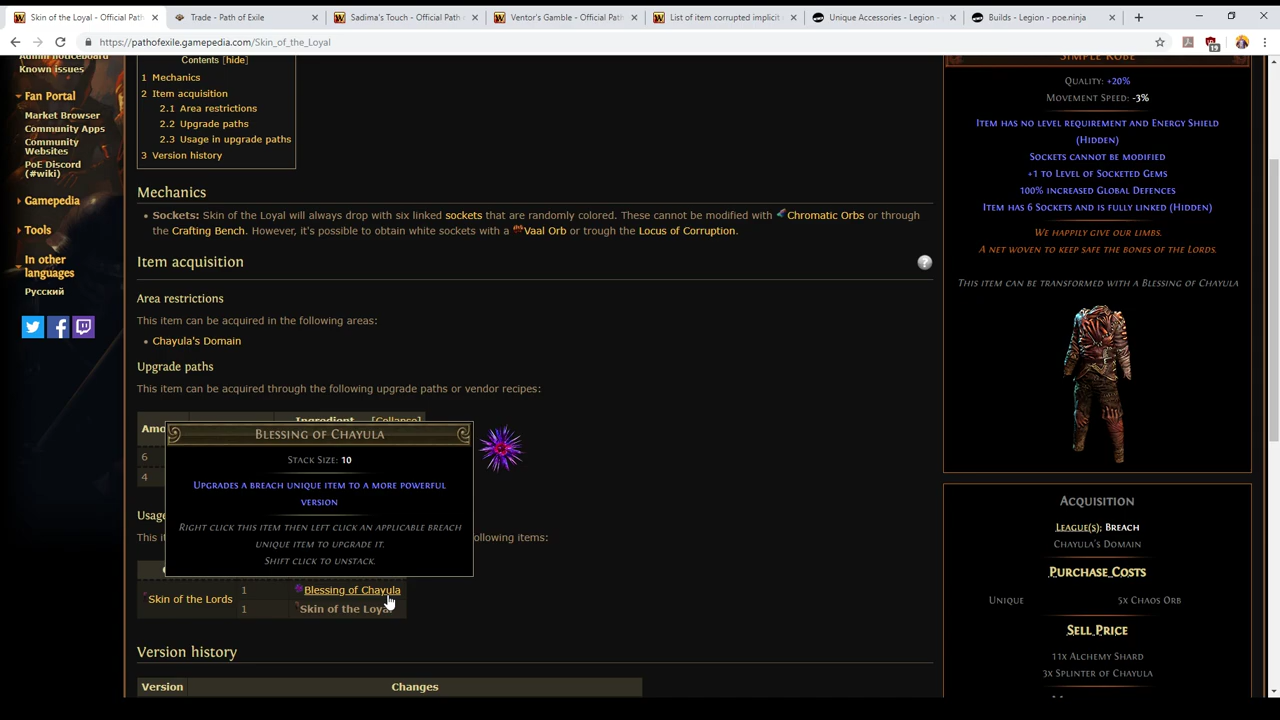 Skin of the Loyal - Official Path
Trade - Path of Exile
Sadima's Touch - Official Path of
Ventor's Gamble - Official Path
List of item corrupted implicit
Unique Accessories - Legion -
Builds - Legion - poe.ninja
https://pathofexile.gamepedia.com/Skin_of_the_Loyal
19
Admin noticeboard
Known issues
Fan Portal
Market Browser
Community Apps
Community
Websites
PoE Discord
(#wiki)
Gamepedia
Tools
In other
languages
Русский
Contents [hide]
1 Mechanics
2 Item acquisition
2.1 Area restrictions
2.2 Upgrade paths
2.3 Usage in upgrade paths
3 Version history
Mechanics
Sockets: Skin of the Loyal will always drop with six linked sockets that are randomly colored. These cannot be modified with Chromatic Orbs or through
the Crafting Bench. However, it's possible to obtain white sockets with a Vaal Orb or trough the Locus of Corruption.
Item acquisition
?
Area restrictions
This item can be acquired in the following areas:
Chayula's Domain
Upgrade paths
This item can be acquired through the following upgrade paths or vendor recipes:
Amo
Ingredient [Collapse]
6
4
BLESSING OF CHAYULA
STACK SIZE: 10
UPGRADES A BREACH UNIQUE ITEM TO A MORE POWERFUL
VERSION
RIGHT CLICK THIS ITEM THEN LEFT CLICK AN APPLICABLE BREACH
UNIQUE ITEM TO UPGRADE IT.
SHIFT CLICK TO UNSTACK.
Usage
This it
ollowing items:
Skin of the Lords
1 Blessing of Chayula
1 Skin of the Loyal
Version history
Version Changes
SIMPLE ROBE
QUALITY: +20%
MOVEMENT SPEED: -3%
ITEM HAS NO LEVEL REQUIREMENT AND ENERGY SHIELD
(HIDDEN)
SOCKETS CANNOT BE MODIFIED
+1 TO LEVEL OF SOCKETED GEMS
100% INCREASED GLOBAL DEFENCES
ITEM HAS 6 SOCKETS AND IS FULLY LINKED (HIDDEN)
WE HAPPILY GIVE OUR LIMBS.
A NET WOVEN TO KEEP SAFE THE BONES OF THE LORDS.
THIS ITEM CAN BE TRANSFORMED WITH A BLESSING OF CHAYULA
ACQUISITION
LEAGUE(S): BREACH
CHAYULA'S DOMAIN
PURCHASE COSTS
UNIQUE 5X CHAOS ORB
SELL PRICE
11X ALCHEMY SHARD
3X SPLINTER OF CHAYULA